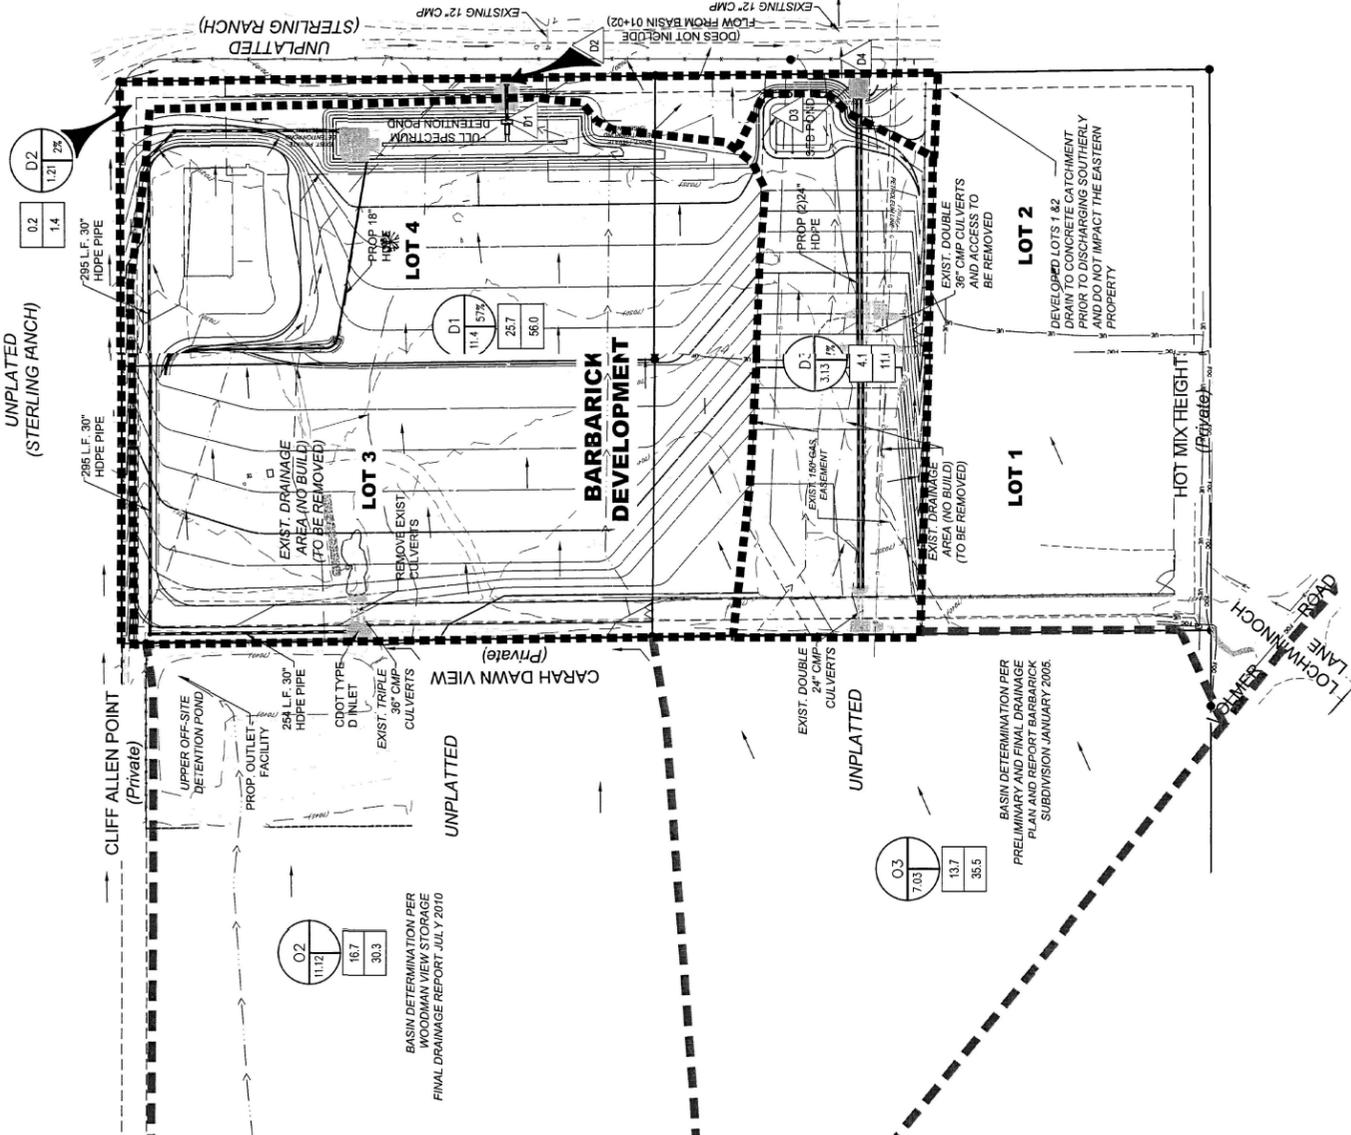 UNPLATTED
(STERLING RANCH)
EXISTING 12" CMP
(DOES NOT INCLUDE
FLOW FROM BASIN 01+02)
EXISTING 12" CMP
D2
D4
D2
1.21
2%
0.2
1.4
UNPLATTED
(STERLING RANCH)
295 L.F. 30"
HDPE PIPE
295 L.F. 30"
HDPE PIPE
FULL SPECTRUM
DETENTION POND
D1
D3
SED POND
PROP 18"
HDPE
LOT 4
D1
11.4
57%
25.7
56.0
BARBARICK
DEVELOPMENT
LOT 3
EXIST. DRAINAGE
AREA (NO BUILD)
(TO BE REMOVED)
REMOVE EXIST
CULVERTS
PROP (2)24"
HDPE
PETROLEUM LINE
3.13
4.1
EXIST. 150' GAS
EASEMENT
EXIST. DRAINAGE
AREA (NO BUILD)
(TO BE REMOVED)
EXIST. DOUBLE
36" CMP CULVERTS
AND ACCESS TO
BE REMOVED
LOT 2
DEVELOPED LOTS 1 &2
DRAIN TO CONCRETE CATCHMENT
PRIOR TO DISCHARGING SOUTHERLY
AND DO NOT IMPACT THE EASTERN
PROPERTY
LOT 1
HOT MIX HEIGHT
(Private)
LOCHWINNOCH
LANE
VOLMER ROAD
CARAH DAWN VIEW
(Private)
CLIFF ALLEN POINT
(Private)
UPPER OFF-SITE
DETENTION POND
PROP. OUTLET
FACILITY
254 L.F. 30"
HDPE PIPE
CDOT TYPE
D INLET
EXIST. TRIPLE
36" CMP
CULVERTS
UNPLATTED
EXIST. DOUBLE
24" CMP
CULVERTS
UNPLATTED
BASIN DETERMINATION PER
PRELIMINARY AND FINAL DRAINAGE
PLAN AND REPORT BARBARICK
SUBDIVISION JANUARY 2005.
O3
7.03
13.7
35.5
O2
11.12
16.7
30.3
BASIN DETERMINATION PER
WOODMAN VIEW STORAGE
FINAL DRAINAGE REPORT JULY 2010